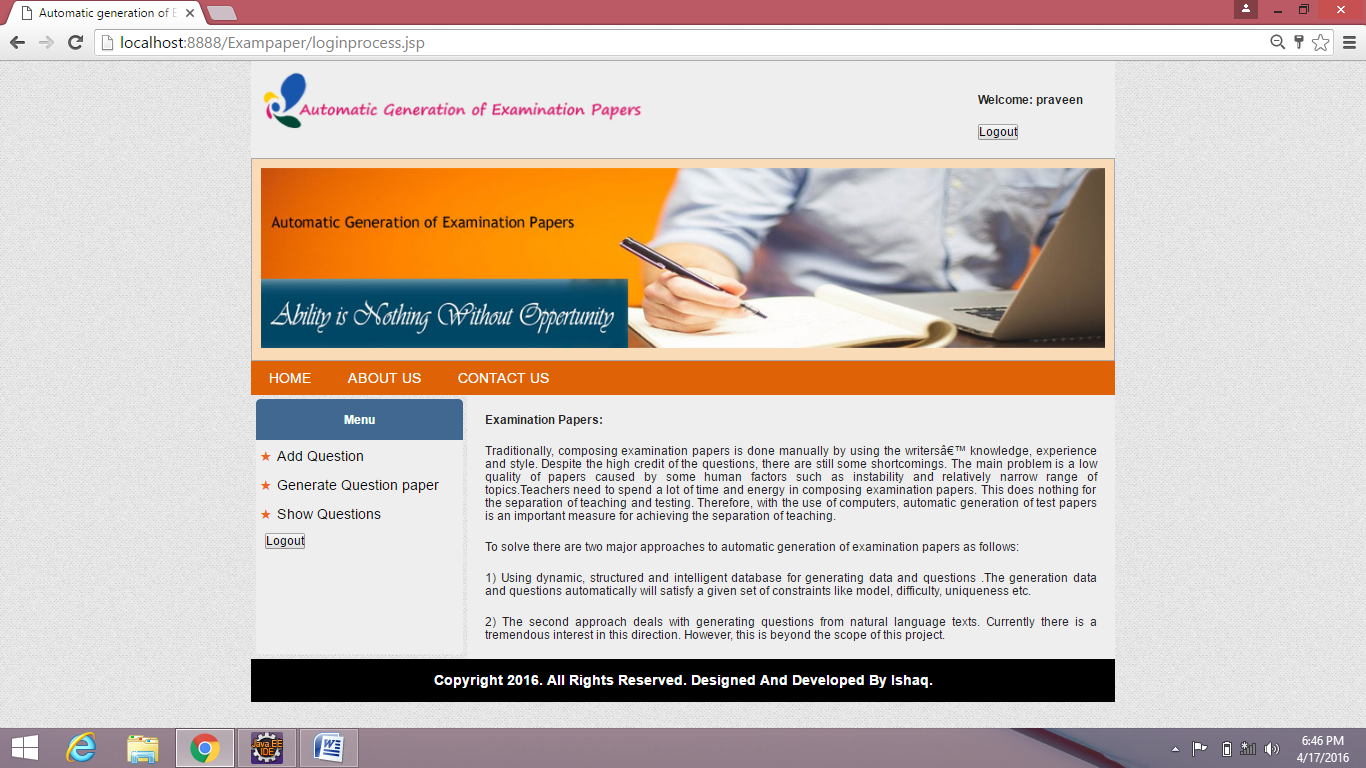 Automatic generation of E
localhost:8888/Exampaper/loginprocess.jsp
Automatic Generation of Examination Papers
Welcome: praveen
Logout
Automatic Generation of Examination Papers
Ability is Nothing Without Oppertunity
HOME ABOUT US CONTACT US
Menu
Add Question
Generate Question paper
Show Questions
Logout
Examination Papers:
Traditionally, composing examination papers is done manually by using the writersâ€™ knowledge, experience
and style. Despite the high credit of the questions, there are still some shortcomings. The main problem is a low
quality of papers caused by some human factors such as instability and relatively narrow range of
topics.Teachers need to spend a lot of time and energy in composing examination papers. This does nothing for
the separation of teaching and testing. Therefore, with the use of computers, automatic generation of test papers
is an important measure for achieving the separation of teaching.
To solve there are two major approaches to automatic generation of examination papers as follows:
1) Using dynamic, structured and intelligent database for generating data and questions .The generation data
and questions automatically will satisfy a given set of constraints like model, difficulty, uniqueness etc.
2) The second approach deals with generating questions from natural language texts. Currently there is a
tremendous interest in this direction. However, this is beyond the scope of this project.
Copyright 2016. All Rights Reserved. Designed And Developed By Ishaq.
Java EE
IDE
6:46 PM
4/17/2016